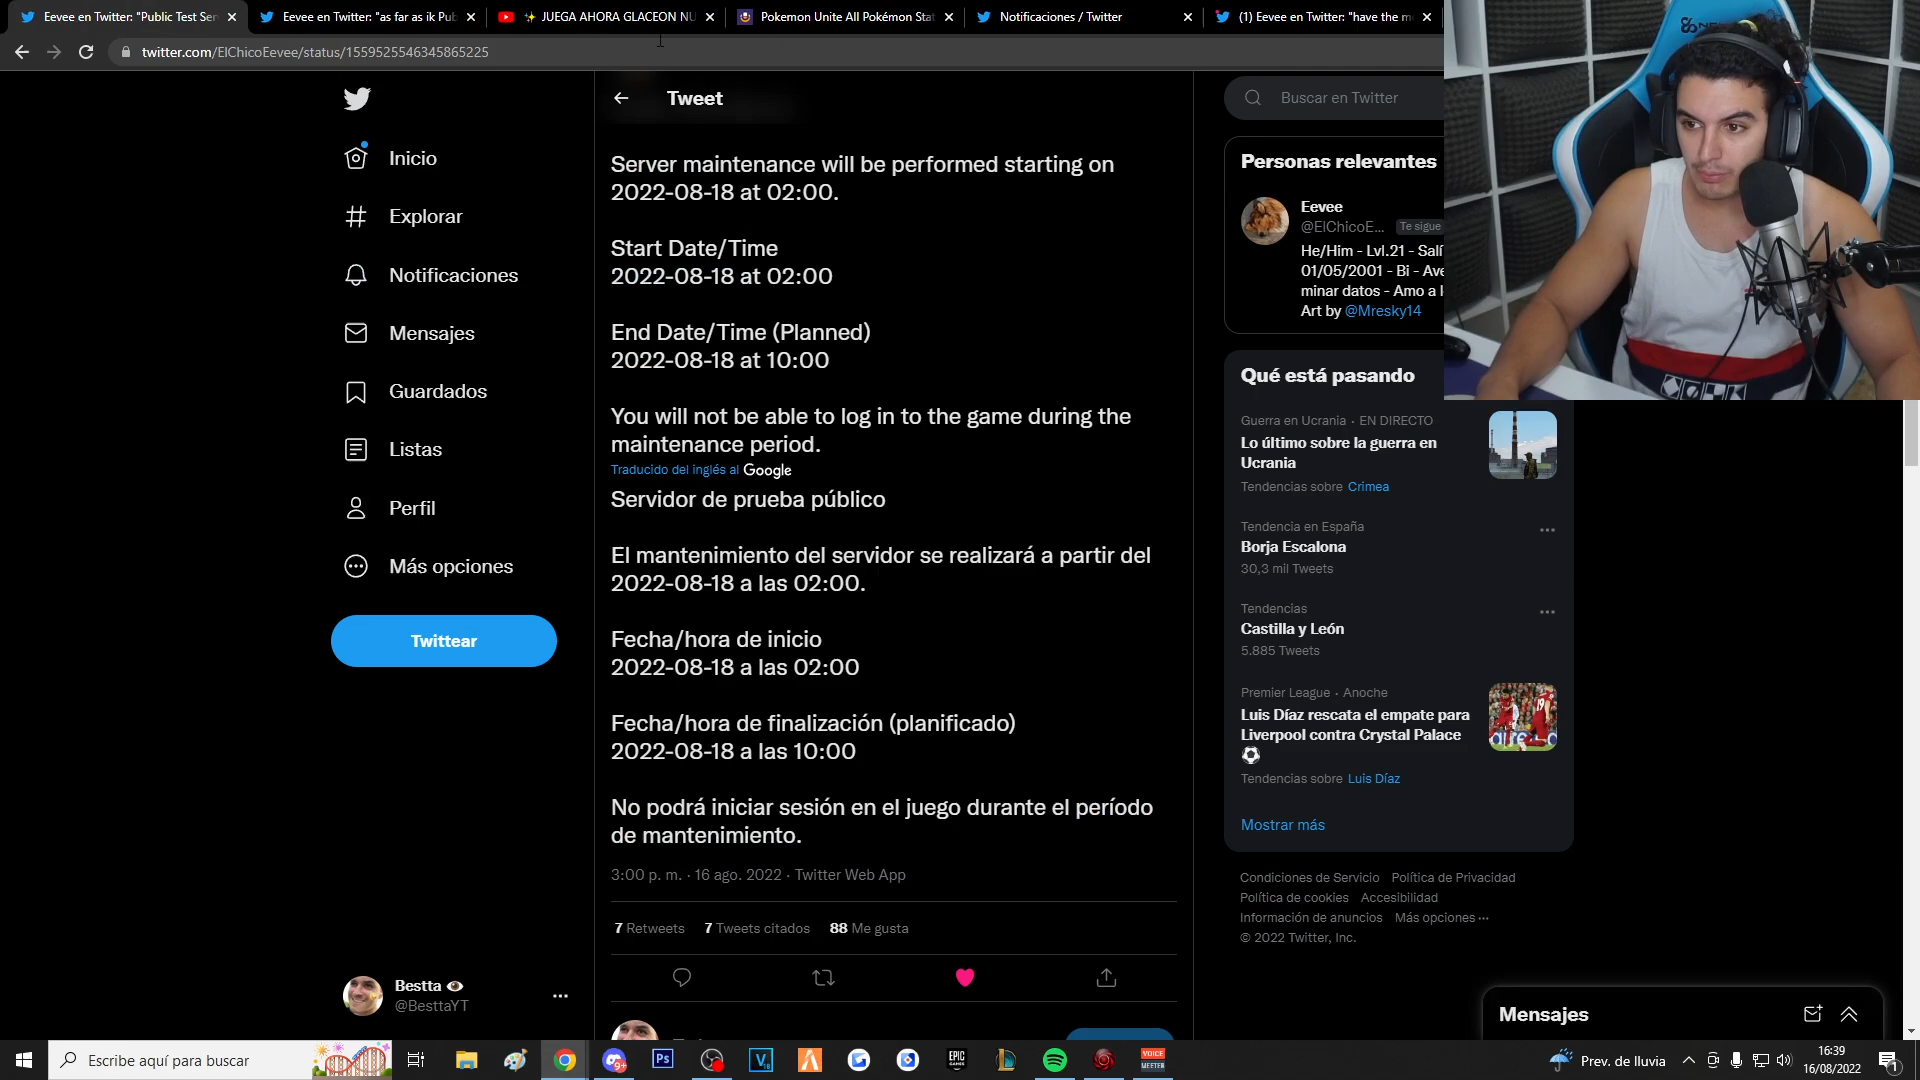 Eevee en Twitter: "Public Test Ser
Eevee en Twitter: "as far as ik Pub
JUEGA AHORA GLACEON NU
Pokemon Unite All Pokémon Stat
Notificaciones / Twitter
(1) Eevee en Twitter: "have the m
twitter.com/ElChicoEevee/status/1559525546345865225
Inicio
Explorar
Notificaciones
Mensajes
Guardados
Listas
Perfil
Más opciones
Twittear
Bestta
@BesttaYT
Tweet
Server maintenance will be performed starting on
2022-08-18 at 02:00.
Start Date/Time
2022-08-18 at 02:00
End Date/Time (Planned)
2022-08-18 at 10:00
You will not be able to log in to the game during the
maintenance period.
Traducido del inglés al Google
Servidor de prueba público
El mantenimiento del servidor se realizará a partir del
2022-08-18 a las 02:00.
Fecha/hora de inicio
2022-08-18 a las 02:00
Fecha/hora de finalización (planificado)
2022-08-18 a las 10:00
No podrá iniciar sesión en el juego durante el período
de mantenimiento.
3:00 p. m. · 16 ago. 2022 · Twitter Web App
7 Retweets 7 Tweets citados 88 Me gusta
Buscar en Twitter
Personas relevantes
Eevee
@ElChicoE... Te sigue
He/Him - Lvl.21 - Salí
01/05/2001 - Bi - Ave
minar datos - Amo a
Art by @Mresky14
Qué está pasando
Guerra en Ucrania · EN DIRECTO
Lo último sobre la guerra en
Ucrania
Tendencias sobre Crimea
Tendencia en España
Borja Escalona
30,3 mil Tweets
Tendencias
Castilla y León
5.885 Tweets
Premier League · Anoche
Luis Díaz rescata el empate para
Liverpool contra Crystal Palace
Tendencias sobre Luis Díaz
Mostrar más
Condiciones de Servicio Política de Privacidad
Política de cookies Accesibilidad
Información de anuncios Más opciones ···
© 2022 Twitter, Inc.
Mensajes
Escribe aquí para buscar
Ps
9+
EPIC
GAMES
VOICE
MEETER
Prev. de lluvia
16:39
16/08/2022
1